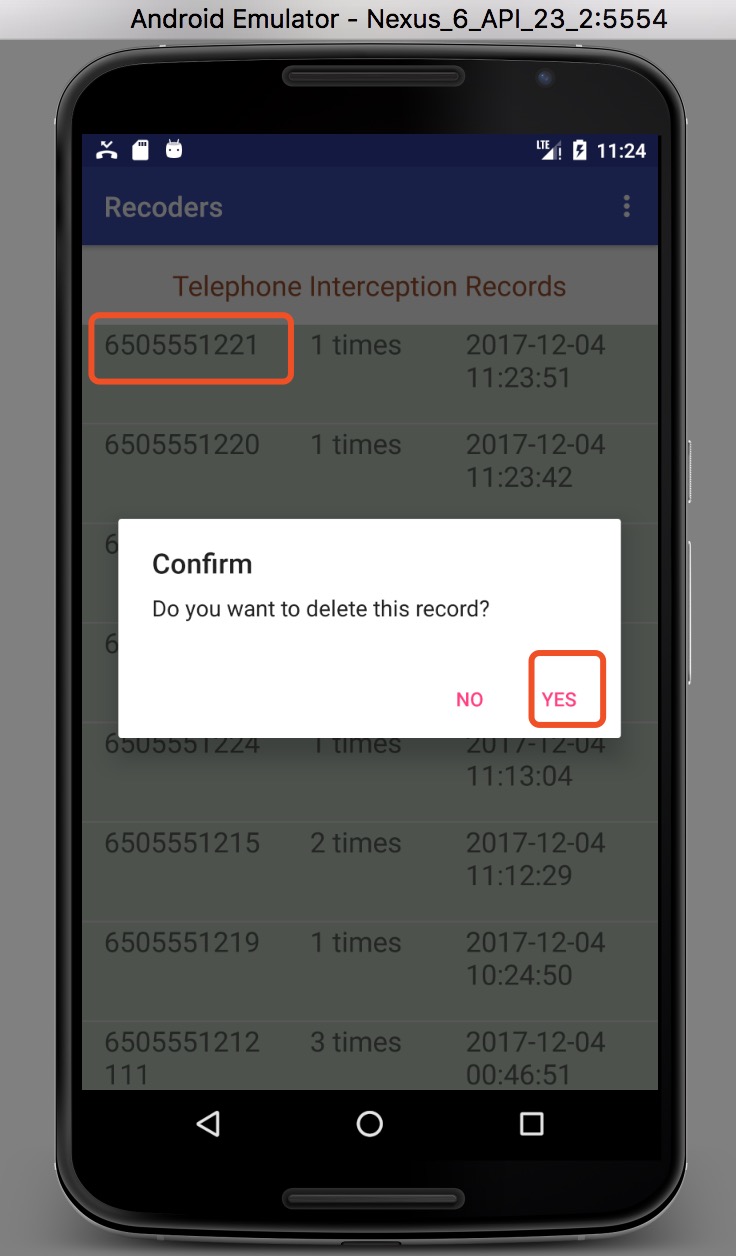 Android Emulator - Nexus_6_API_23_2:5554
LTE 11:24
Recoders
Telephone Interception Records
6505551221 1 times 2017-12-04
11:23:51
6505551220 1 times 2017-12-04
11:23:42
6
Confirm
Do you want to delete this record?
6
NO YES
6505551224 1 times 2017-12-04
11:13:04
6505551215 2 times 2017-12-04
11:12:29
6505551219 1 times 2017-12-04
10:24:50
6505551212 3 times 2017-12-04
111 00:46:51